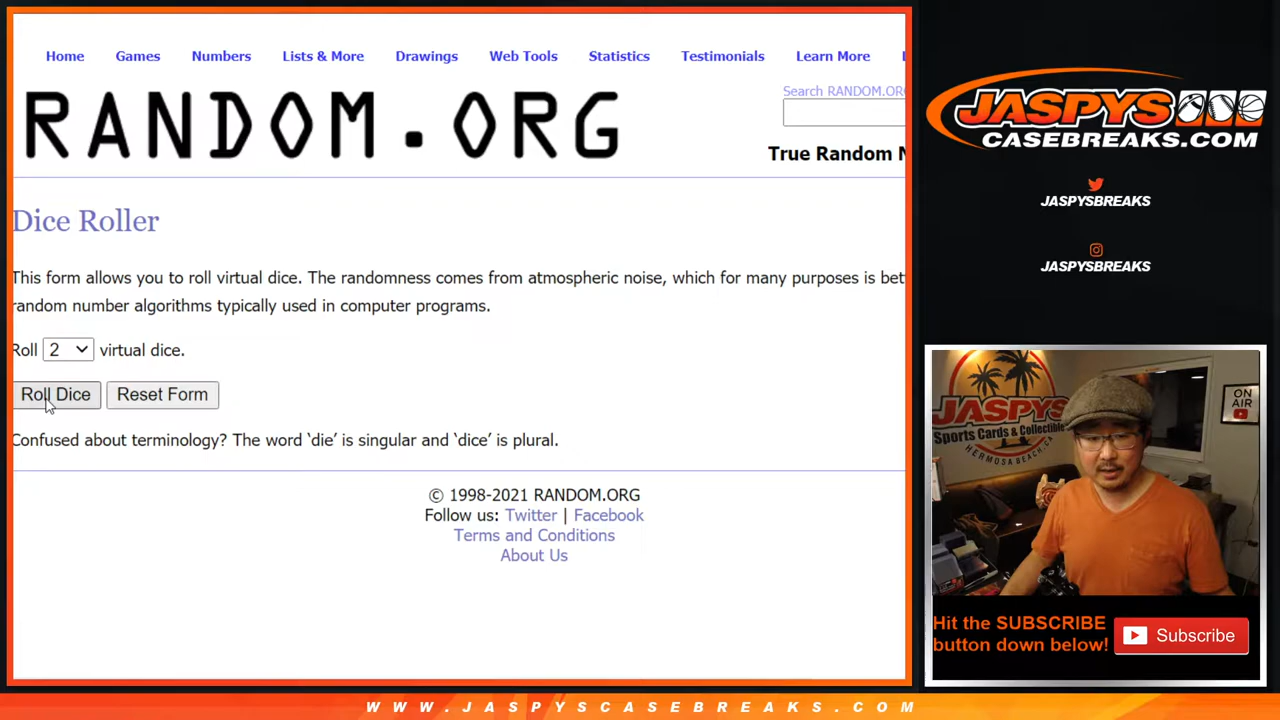 Home Games Numbers Lists & More Drawings Web Tools Statistics Testimonials Learn More
RANDOM.ORG
Search RANDOM.ORG
True Random N
Dice Roller
This form allows you to roll virtual dice. The randomness comes from atmospheric noise, which for many purposes is bet
random number algorithms typically used in computer programs.
Roll 2 virtual dice.
Roll Dice Reset Form
Confused about terminology? The word ‘die’ is singular and ‘dice’ is plural.
© 1998-2021 RANDOM.ORG
Follow us: Twitter | Facebook
Terms and Conditions
About Us
JASPYS
CASEBREAKS.COM
JASPYSBREAKS
JASPYSBREAKS
JASPYS
Sports Cards & Collectible
HERMOSA BEACH, CA
ON
AIR
Hit the SUBSCRIBE
button down below!
Subscribe
WWW.JASPYSCASEBREAKS.COM